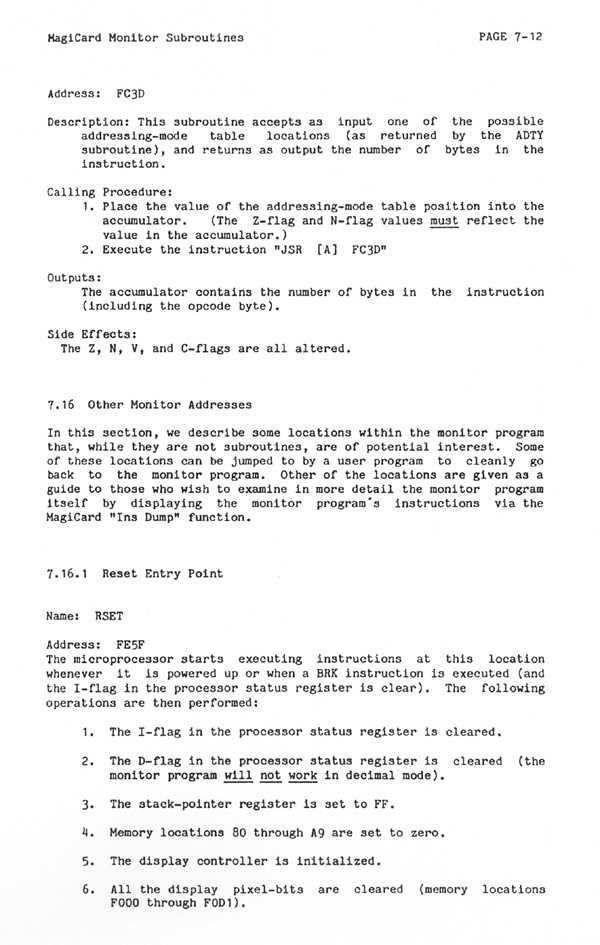 MagiCard Monitor Subroutines PAGE 7-12
Address: FC3D
Description: This subroutine accepts as input one of the possible
addressing-mode table locations (as returned by the ADTY
subroutine), and returns as output the number of bytes in the
instruction.
Calling Procedure:
1. Place the value of the addressing-mode table position into the
accumulator. (The Z-flag and N-flag values must reflect the
value in the accumulator.)
2. Execute the instruction "JSR [A] FC3D"
Outputs:
The accumulator contains the number of bytes in the instruction
(including the opcode byte).
Side Effects:
The Z, N, V, and C-flags are all altered.
7.16 Other Monitor Addresses
In this section, we describe some locations within the monitor program
that, while they are not subroutines, are of potential interest. Some
of these locations can be jumped to by a user program to cleanly go
back to the monitor program. Other of the locations are given as a
guide to those who wish to examine in more detail the monitor program
itself by displaying the monitor program's instructions via the
MagiCard "Ins Dump" function.
7.16.1 Reset Entry Point
Name: RSET
Address: FE5F
The microprocessor starts executing instructions at this location
whenever it is powered up or when a BRK instruction is executed (and
the I-flag in the processor status register is clear). The following
operations are then performed:
1. The I-flag in the processor status register is cleared.
2. The D-flag in the processor status register is cleared (the
monitor program will not work in decimal mode).
3. The stack-pointer register is set to FF.
4. Memory locations 80 through A9 are set to zero.
5. The display controller is initialized.
6. All the display pixel-bits are cleared (memory locations
F000 through F0D1).